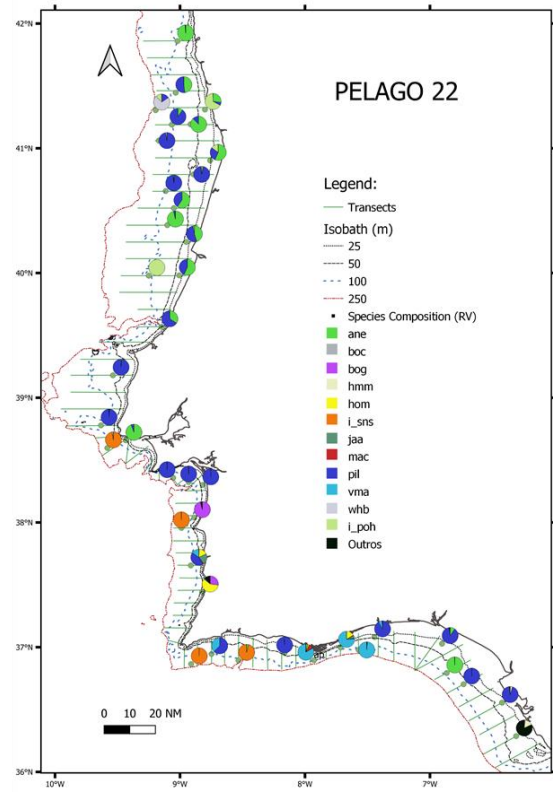 42°N
PELAGO 22
41°N
Legend:
Transects
Isobath (m)
25
50
100
250
Species Composition (RV)
ane
boc
bog
hmm
hom
i_sns
jaa
mac
pil
vma
whb
i_poh
Outros
40°N
39°N
38°N
37°N
0 10 20 NM
36°N
10°W 9°W 8°W 7°W